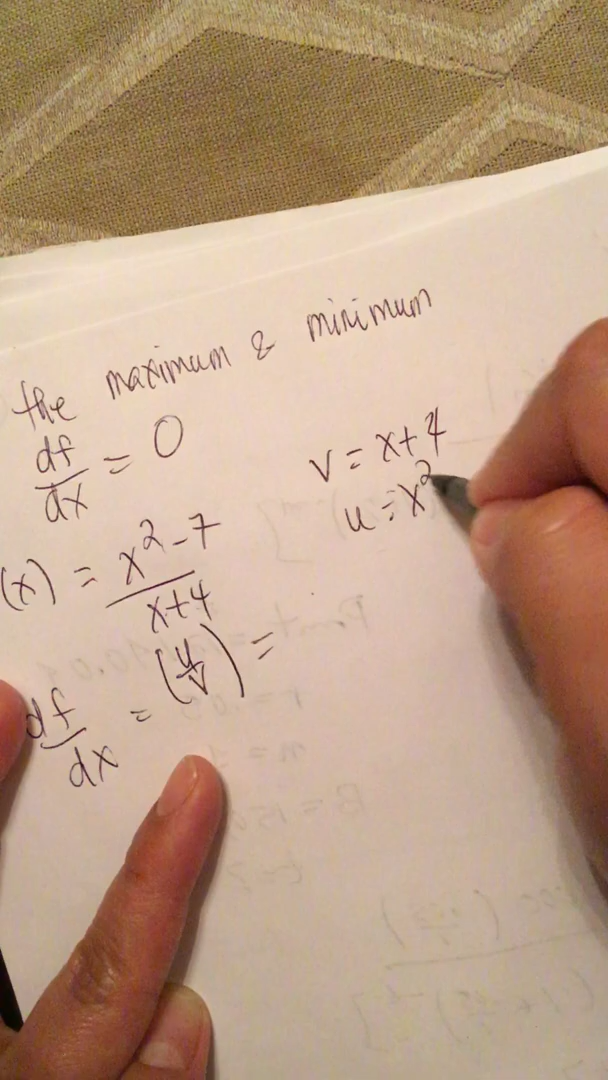 the maximum & minimum
df/dx = 0
v = x+4
u = x²
(x) = x²-7/x+4
df/dx = (u/v) =